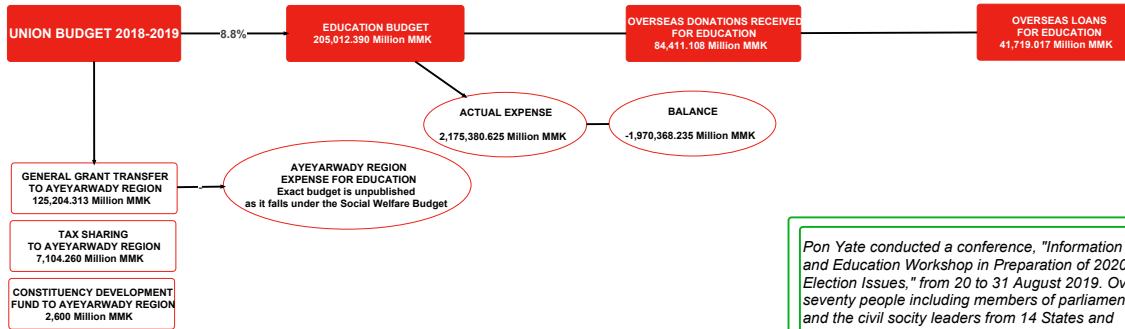 UNION BUDGET 2018-2019
8.8%
EDUCATION BUDGET
205,012.390 Million MMK
OVERSEAS DONATIONS RECEIVED
FOR EDUCATION
84,411.108 Million MMK
OVERSEAS LOANS
FOR EDUCATION
41,719.017 Million MMK
ACTUAL EXPENSE
2,175,380.625 Million MMK
BALANCE
-1,970,368.235 Million MMK
GENERAL GRANT TRANSFER
TO AYEYARWADY REGION
125,204.313 Million MMK
-
AYEYARWADY REGION
EXPENSE FOR EDUCATION
Exact budget is unpublished
as it falls under the Social Welfare Budget
TAX SHARING
TO AYEYARWADY REGION
7,104.260 Million MMK
CONSTITUENCY DEVELOPMENT
FUND TO AYEYARWADY REGION
2,600 Million MMK
Pon Yate conducted a conference, "Information
and Education Workshop in Preparation of 2020
Election Issues," from 20 to 31 August 2019. Ov
seventy people including members of parliamen
and the civil socity leaders from 14 States and